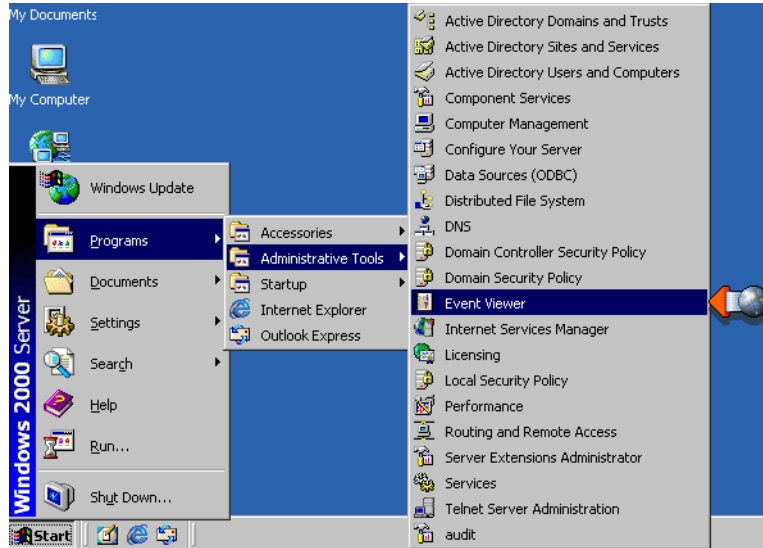 My Documents
My Computer
Windows Update
Programs
Documents
Settings
Search
Help
Run...
Shut Down...
Windows 2000 Server
Start
Accessories
Administrative Tools
Startup
Internet Explorer
Outlook Express
Active Directory Domains and Trusts
Active Directory Sites and Services
Active Directory Users and Computers
Component Services
Computer Management
Configure Your Server
Data Sources (ODBC)
Distributed File System
DNS
Domain Controller Security Policy
Domain Security Policy
Event Viewer
Internet Services Manager
Licensing
Local Security Policy
Performance
Routing and Remote Access
Server Extensions Administrator
Services
Telnet Server Administration
audit